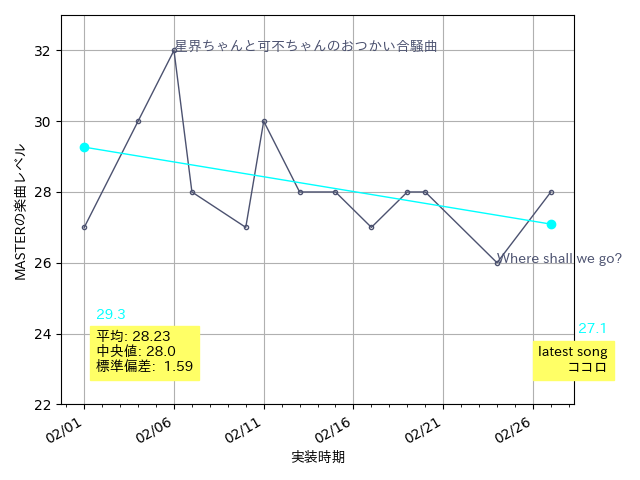 星界ちゃんと可不ちゃんのおつかい合騒曲
Where shall we go?
29.3
平均: 28.23
中央値: 28.0
標準偏差: 1.59
27.1
latest song
ココロ
MASTERの楽曲レベル
32
30
28
26
24
22
02/01
02/06
02/11
02/16
02/21
02/26
実装時期